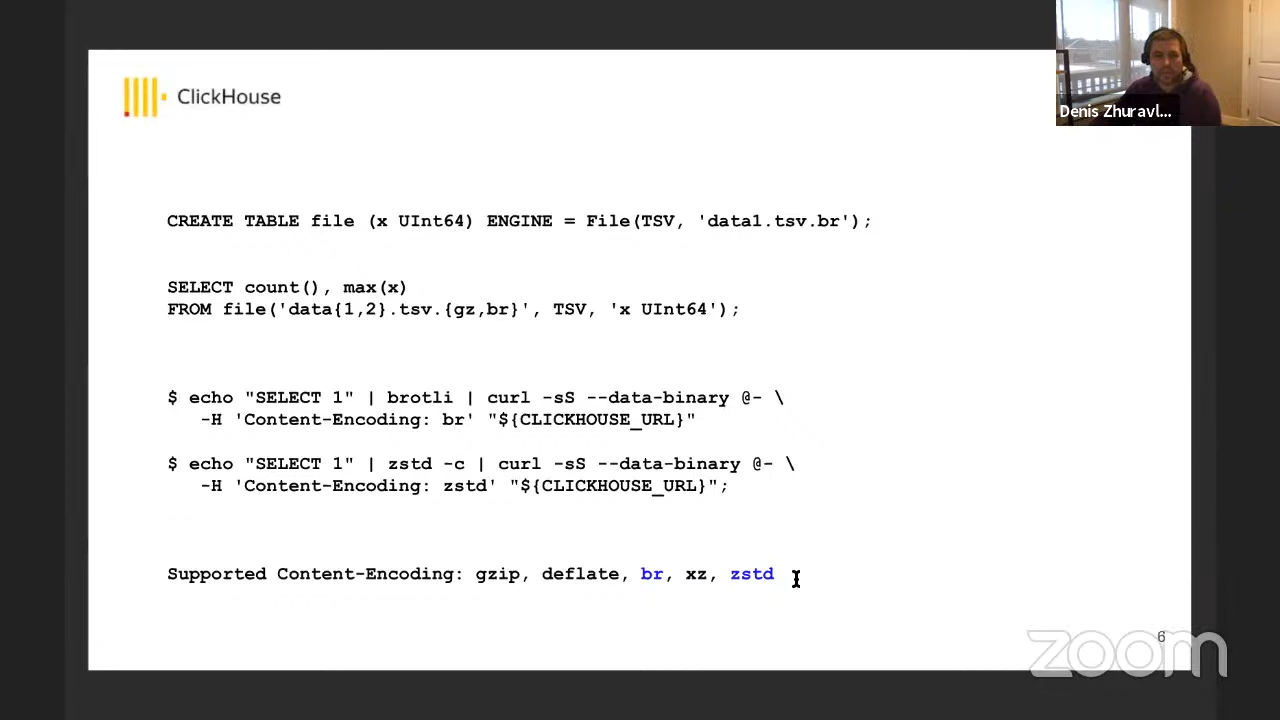 ClickHouse
Denis Zhuravl...
CREATE TABLE file (x UInt64) ENGINE = File(TSV, 'data1.tsv.br');
SELECT count(), max(x)
FROM file('data{1,2}.tsv.{gz,br}', TSV, 'x UInt64');
$ echo "SELECT 1" | brotli | curl -sS --data-binary @- \
-H 'Content-Encoding: br' "${CLICKHOUSE_URL}"
$ echo "SELECT 1" | zstd -c | curl -sS --data-binary @- \
-H 'Content-Encoding: zstd' "${CLICKHOUSE_URL}";
Supported Content-Encoding: gzip, deflate, br, xz, zstd
6
zoom